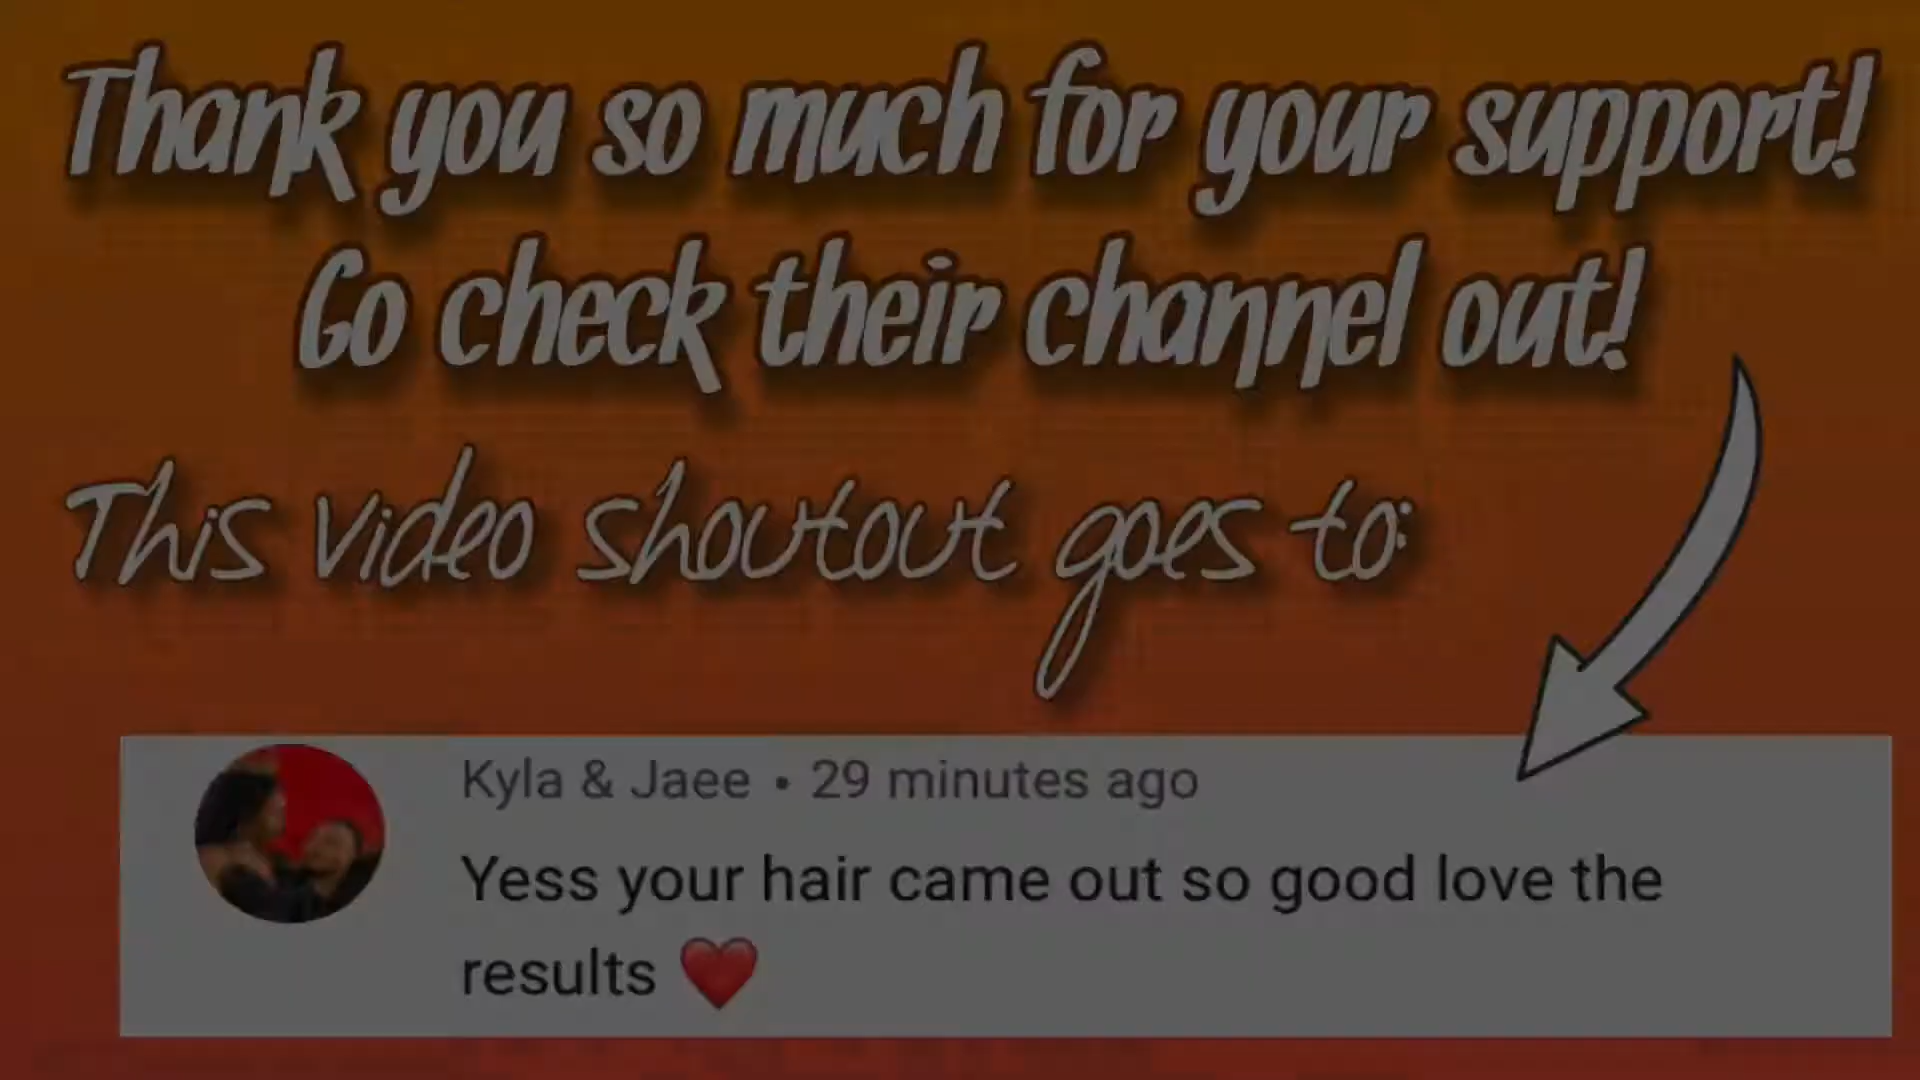 Thank you so much for your support!
Go check their channel out!
This video shoutout goes to:
Kyla & Jaee • 29 minutes ago
Yess your hair came out so good love the
results ❤️